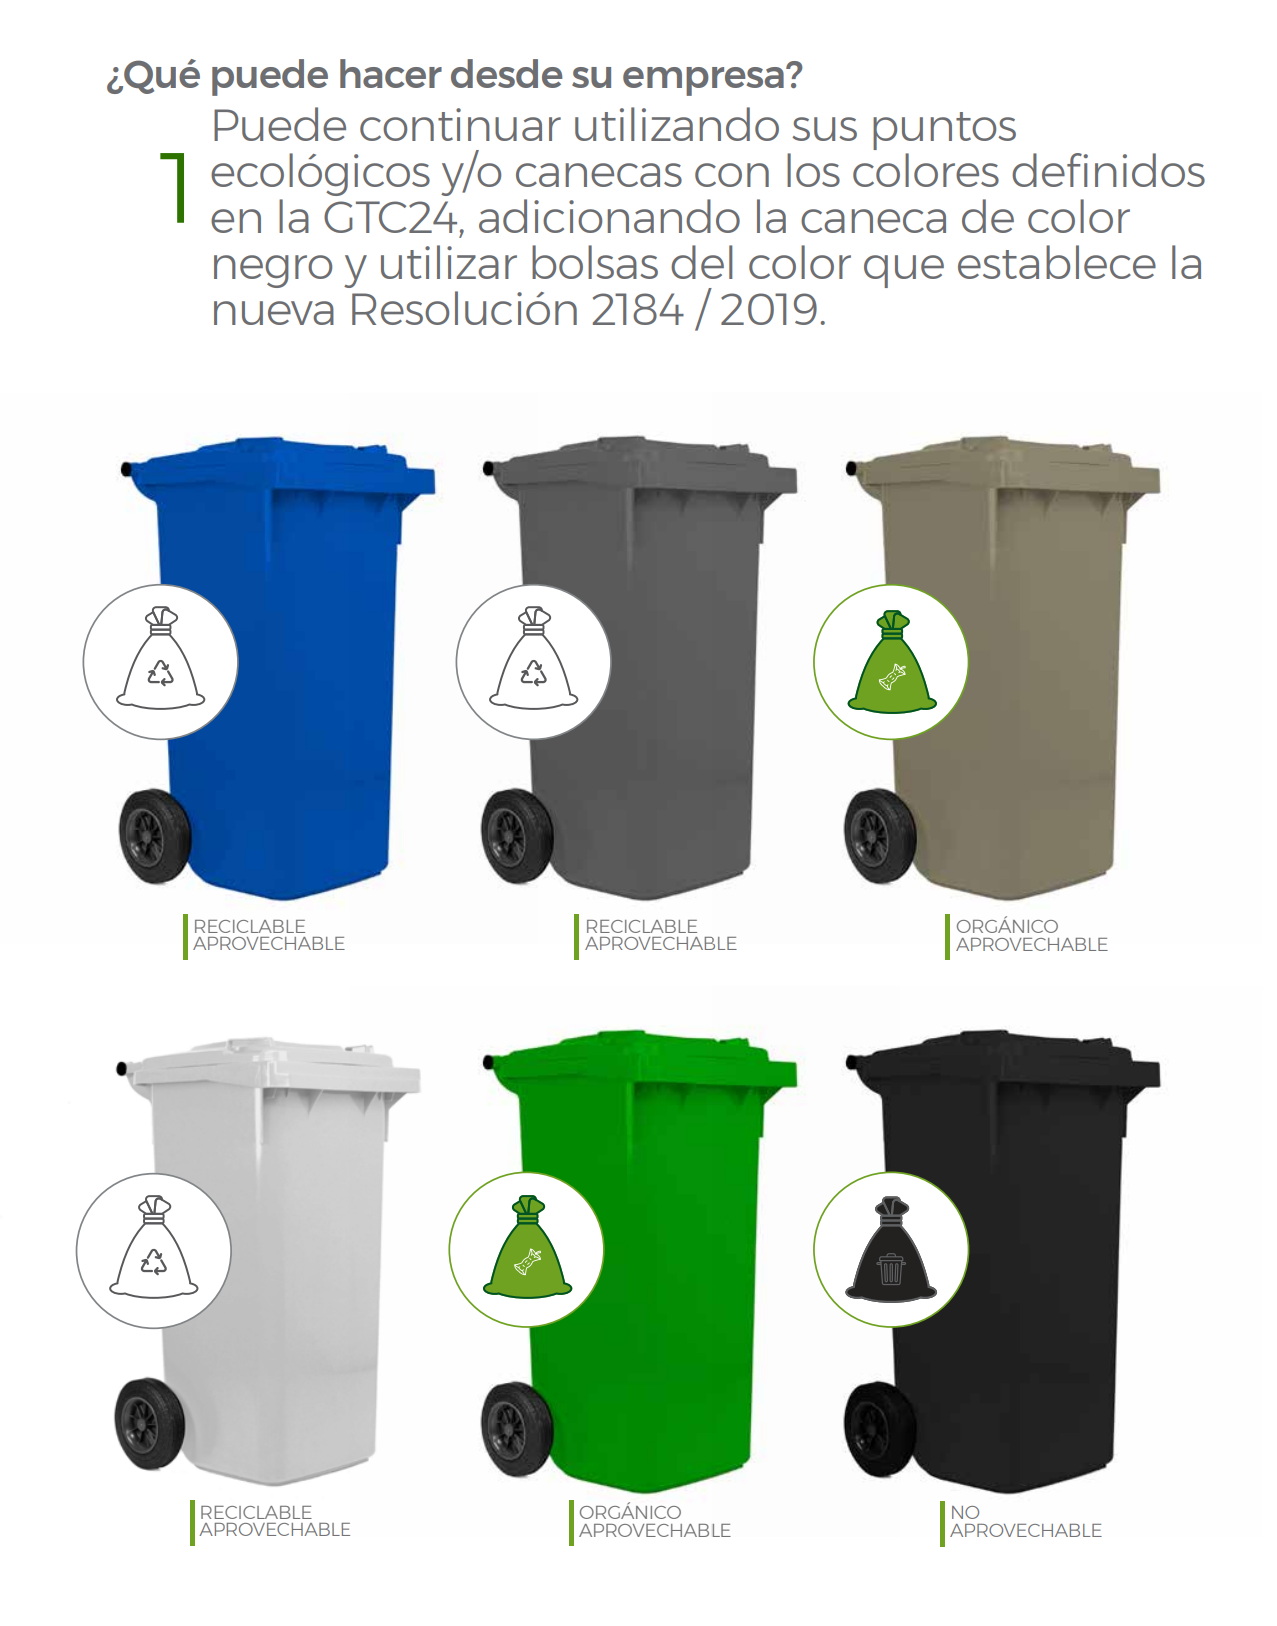 ¿Qué puede hacer desde su empresa?
1
Puede continuar utilizando sus puntos
ecológicos y/o canecas con los colores definidos
en la GTC24, adicionando la caneca de color
negro y utilizar bolsas del color que establece la
nueva Resolución 2184 / 2019.
RECICLABLE
APROVECHABLE
RECICLABLE
APROVECHABLE
ORGÁNICO
APROVECHABLE
RECICLABLE
APROVECHABLE
ORGÁNICO
APROVECHABLE
NO
APROVECHABLE